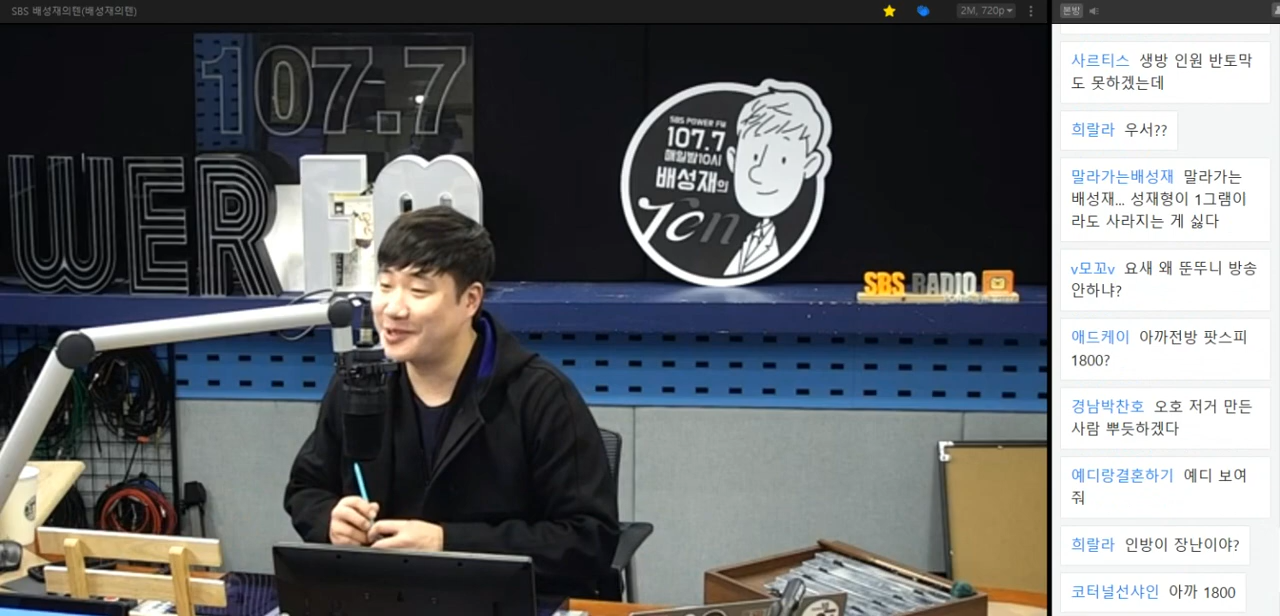 SBS 배성재의텐(배성재의텐)
2M, 720p
본방
107.7
WER FM
SBS POWER FM
107.7
매일밤10시
배성재의
Ten
SBS RADIO
사르티스 생방 인원 반토막
도 못하겠는데
희랄라 우서??
말라가는배성재 말라가는
배성재... 성재형이 1그램이
라도 사라지는 게 싫다
v모꼬v 요새 왜 뚠뚜니 방송
안하냐?
애드케이 아까전방 팟스피
1800?
경남박찬호 오호 저거 만든
사람 뿌듯하겠다
예디랑결혼하기 예디 보여
줘
희랄라 인방이 장난이야?
코터널선샤인 아까 1800